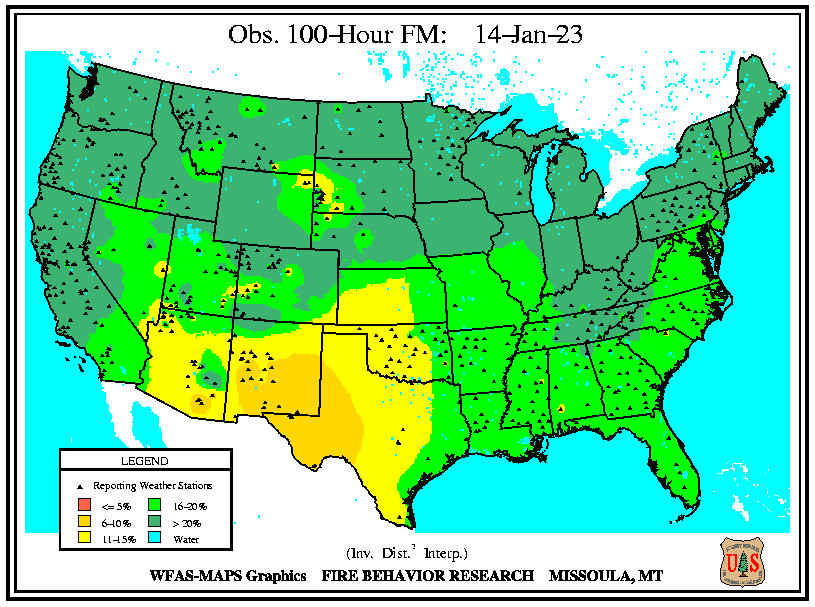 Obs. 100-Hour FM: 14-Jan-23
LEGEND
Reporting Weather Stations
<= 5% 16-20%
6-10% > 20%
11-15% Water
(Inv. Dist.² Interp.)
WFAS-MAPS Graphics FIRE BEHAVIOR RESEARCH MISSOULA, MT
U S